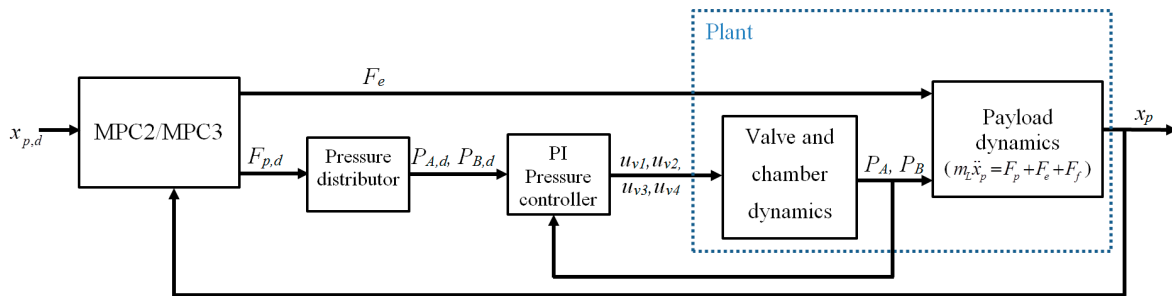 Plant
F_e
x_{p,d}
MPC2/MPC3
F_{p,d}
Pressure
distributor
P_{A,d}, P_{B,d}
PI
Pressure
controller
u_{v1},u_{v2},
u_{v3},u_{v4}
Valve and
chamber
dynamics
P_A, P_B
Payload
dynamics
(m_L ẍ_p = F_p + F_e + F_f)
x_p